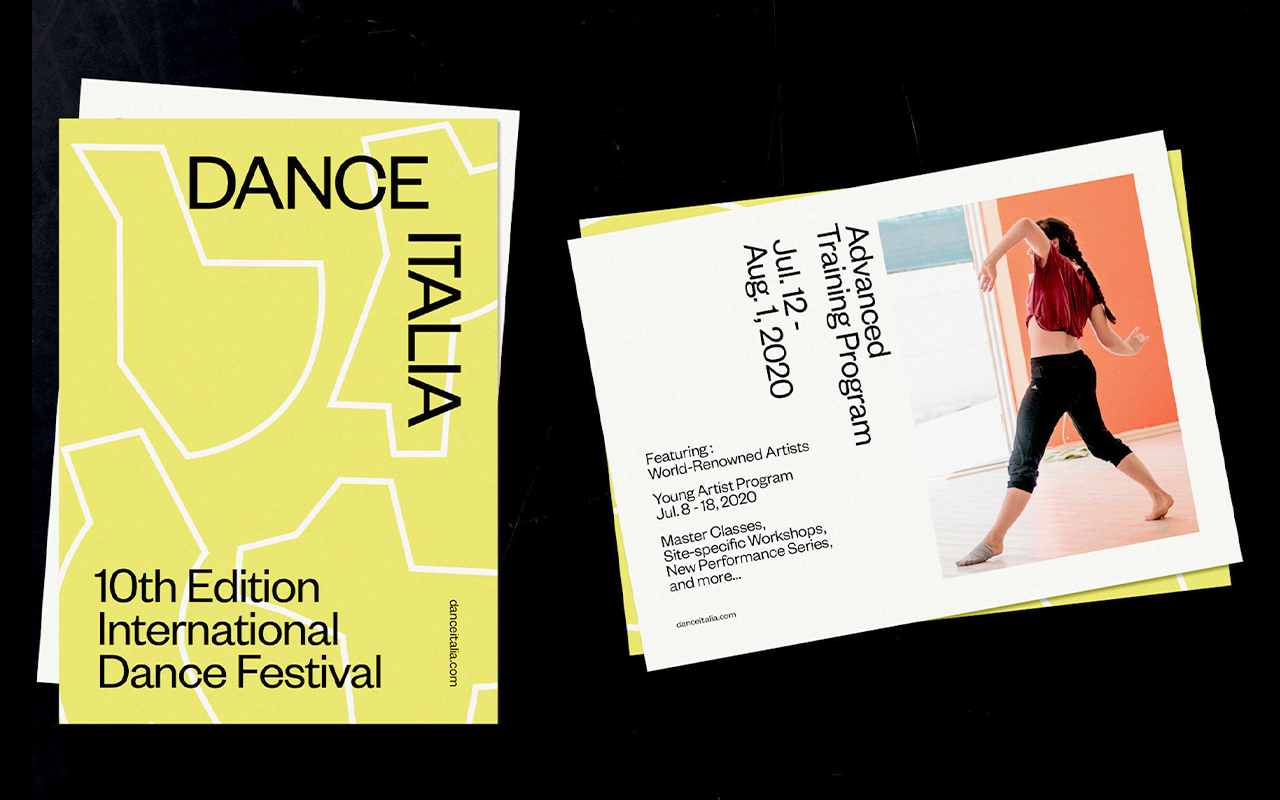 DANCE
ITALIA
10th Edition
International
Dance Festival
danceitalia.com
Advanced
Training Program
Jul. 12 -
Aug. 1, 2020
Featuring:
World-Renowned Artists
Young Artist Program
Jul. 8 - 18, 2020
Master Classes,
Site-specific Workshops,
New Performance Series,
and more...
danceitalia.com